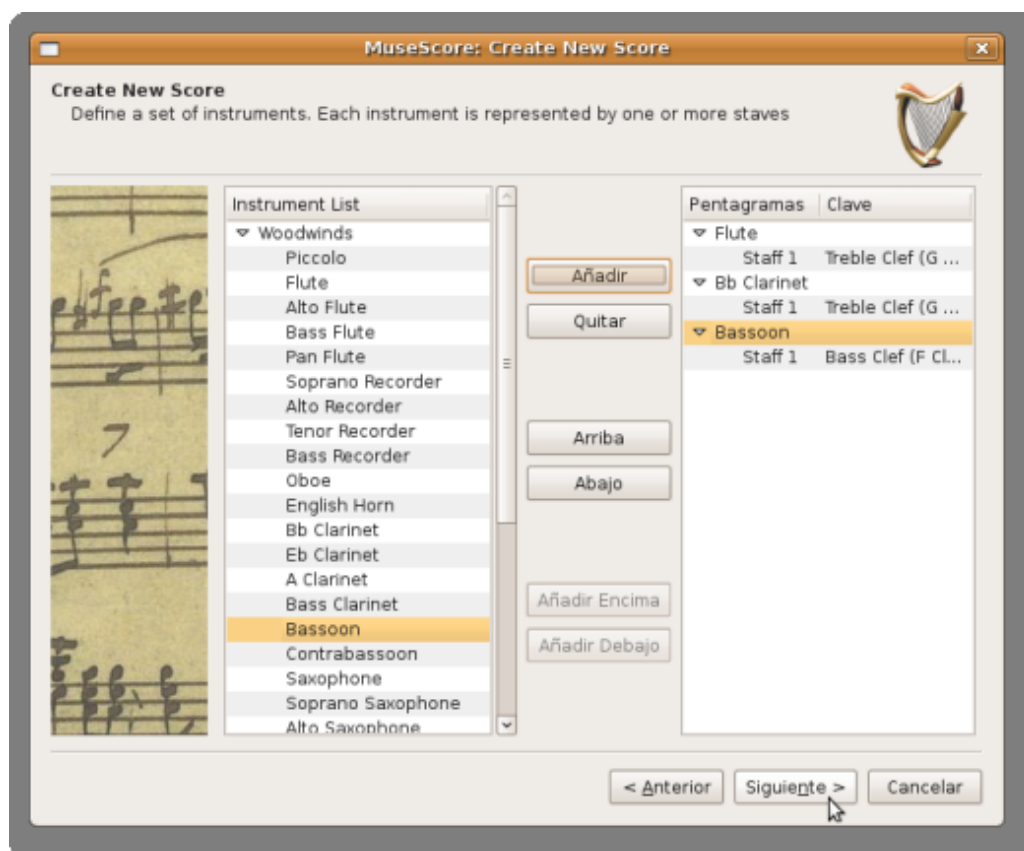 MuseScore: Create New Score
Create New Score
Define a set of instruments. Each instrument is represented by one or more staves
Instrument List
Woodwinds
Piccolo
Flute
Alto Flute
Bass Flute
Pan Flute
Soprano Recorder
Alto Recorder
Tenor Recorder
Bass Recorder
Oboe
English Horn
Bb Clarinet
Eb Clarinet
A Clarinet
Bass Clarinet
Bassoon
Contrabassoon
Saxophone
Soprano Saxophone
Alto Saxophone
Añadir
Quitar
Arriba
Abajo
Añadir Encima
Añadir Debajo
Pentagramas Clave
Flute
Staff 1 Treble Clef (G ...
Bb Clarinet
Staff 1 Treble Clef (G ...
Bassoon
Staff 1 Bass Clef (F Cl...
7
< Anterior Siguiente > Cancelar